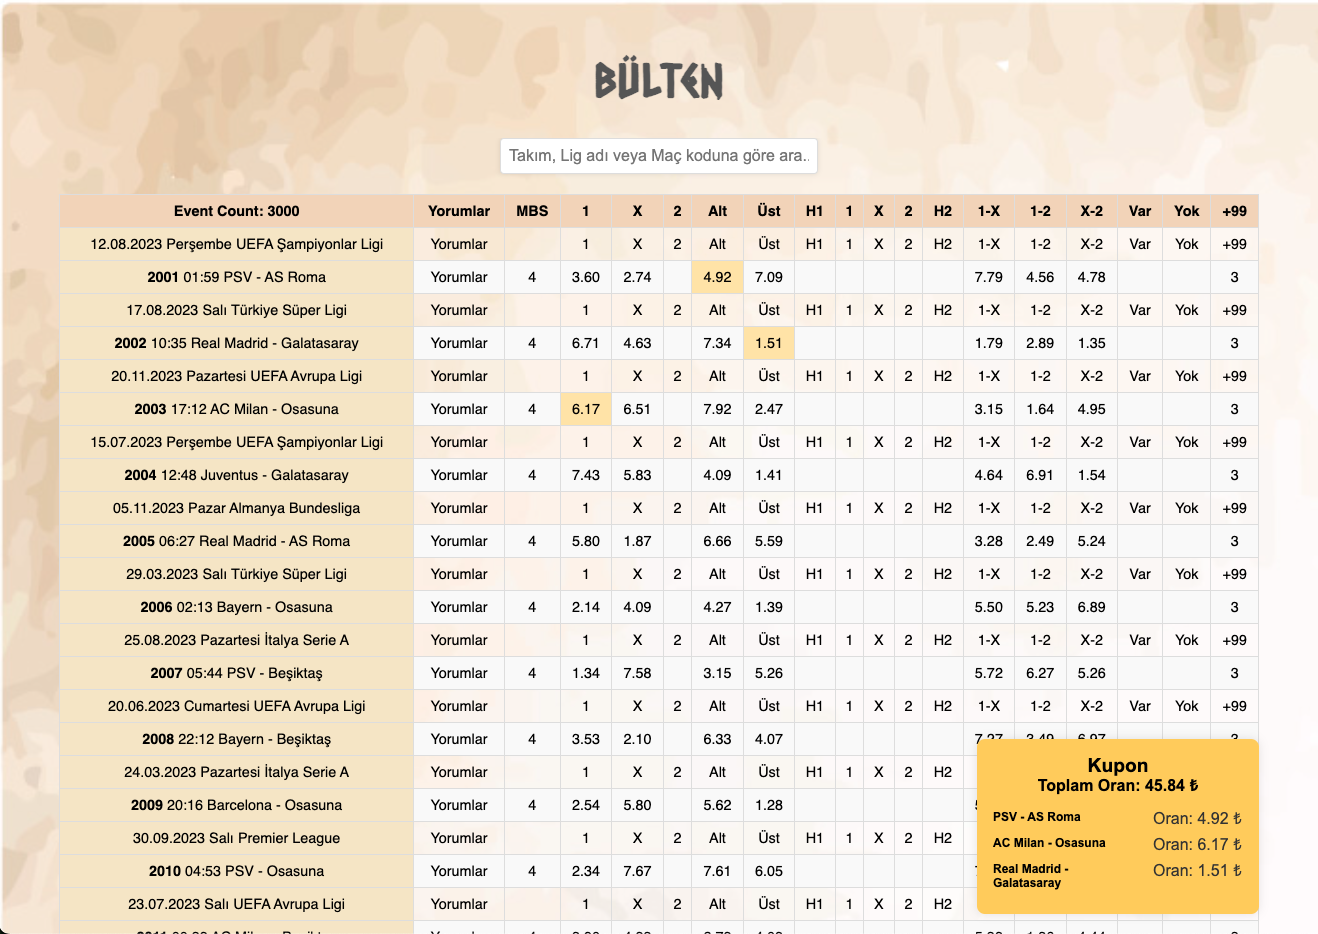 BÜLTEN
Takım, Lig adı veya Maç koduna göre ara..
Event Count: 3000 Yorumlar MBS 1 X 2 Alt Üst H1 1 X 2 H2 1-X 1-2 X-2 Var Yok +99
12.08.2023 Perşembe UEFA Şampiyonlar Ligi Yorumlar 1 X 2 Alt Üst H1 1 X 2 H2 1-X 1-2 X-2 Var Yok +99
2001 01:59 PSV - AS Roma Yorumlar 4 3.60 2.74 4.92 7.09 7.79 4.56 4.78 3
17.08.2023 Salı Türkiye Süper Ligi Yorumlar 1 X 2 Alt Üst H1 1 X 2 H2 1-X 1-2 X-2 Var Yok +99
2002 10:35 Real Madrid - Galatasaray Yorumlar 4 6.71 4.63 7.34 1.51 1.79 2.89 1.35 3
20.11.2023 Pazartesi UEFA Avrupa Ligi Yorumlar 1 X 2 Alt Üst H1 1 X 2 H2 1-X 1-2 X-2 Var Yok +99
2003 17:12 AC Milan - Osasuna Yorumlar 4 6.17 6.51 7.92 2.47 3.15 1.64 4.95 3
15.07.2023 Perşembe UEFA Şampiyonlar Ligi Yorumlar 1 X 2 Alt Üst H1 1 X 2 H2 1-X 1-2 X-2 Var Yok +99
2004 12:48 Juventus - Galatasaray Yorumlar 4 7.43 5.83 4.09 1.41 4.64 6.91 1.54 3
05.11.2023 Pazar Almanya Bundesliga Yorumlar 1 X 2 Alt Üst H1 1 X 2 H2 1-X 1-2 X-2 Var Yok +99
2005 06:27 Real Madrid - AS Roma Yorumlar 4 5.80 1.87 6.66 5.59 3.28 2.49 5.24 3
29.03.2023 Salı Türkiye Süper Ligi Yorumlar 1 X 2 Alt Üst H1 1 X 2 H2 1-X 1-2 X-2 Var Yok +99
2006 02:13 Bayern - Osasuna Yorumlar 4 2.14 4.09 4.27 1.39 5.50 5.23 6.89 3
25.08.2023 Pazartesi İtalya Serie A Yorumlar 1 X 2 Alt Üst H1 1 X 2 H2 1-X 1-2 X-2 Var Yok +99
2007 05:44 PSV - Beşiktaş Yorumlar 4 1.34 7.58 3.15 5.26 5.72 6.27 5.26 3
20.06.2023 Cumartesi UEFA Avrupa Ligi Yorumlar 1 X 2 Alt Üst H1 1 X 2 H2 1-X 1-2 X-2 Var Yok +99
2008 22:12 Bayern - Beşiktaş Yorumlar 4 3.53 2.10 6.33 4.07
24.03.2023 Pazartesi İtalya Serie A Yorumlar 1 X 2 Alt Üst H1 1 X 2 H2
2009 20:16 Barcelona - Osasuna Yorumlar 4 2.54 5.80 5.62 1.28
30.09.2023 Salı Premier League Yorumlar 1 X 2 Alt Üst H1 1 X 2 H2
2010 04:53 PSV - Osasuna Yorumlar 4 2.34 7.67 7.61 6.05
23.07.2023 Salı UEFA Avrupa Ligi Yorumlar 1 X 2 Alt Üst H1 1 X 2 H2
Kupon
Toplam Oran: 45.84 ₺
PSV - AS Roma Oran: 4.92 ₺
AC Milan - Osasuna Oran: 6.17 ₺
Real Madrid - Oran: 1.51 ₺
Galatasaray